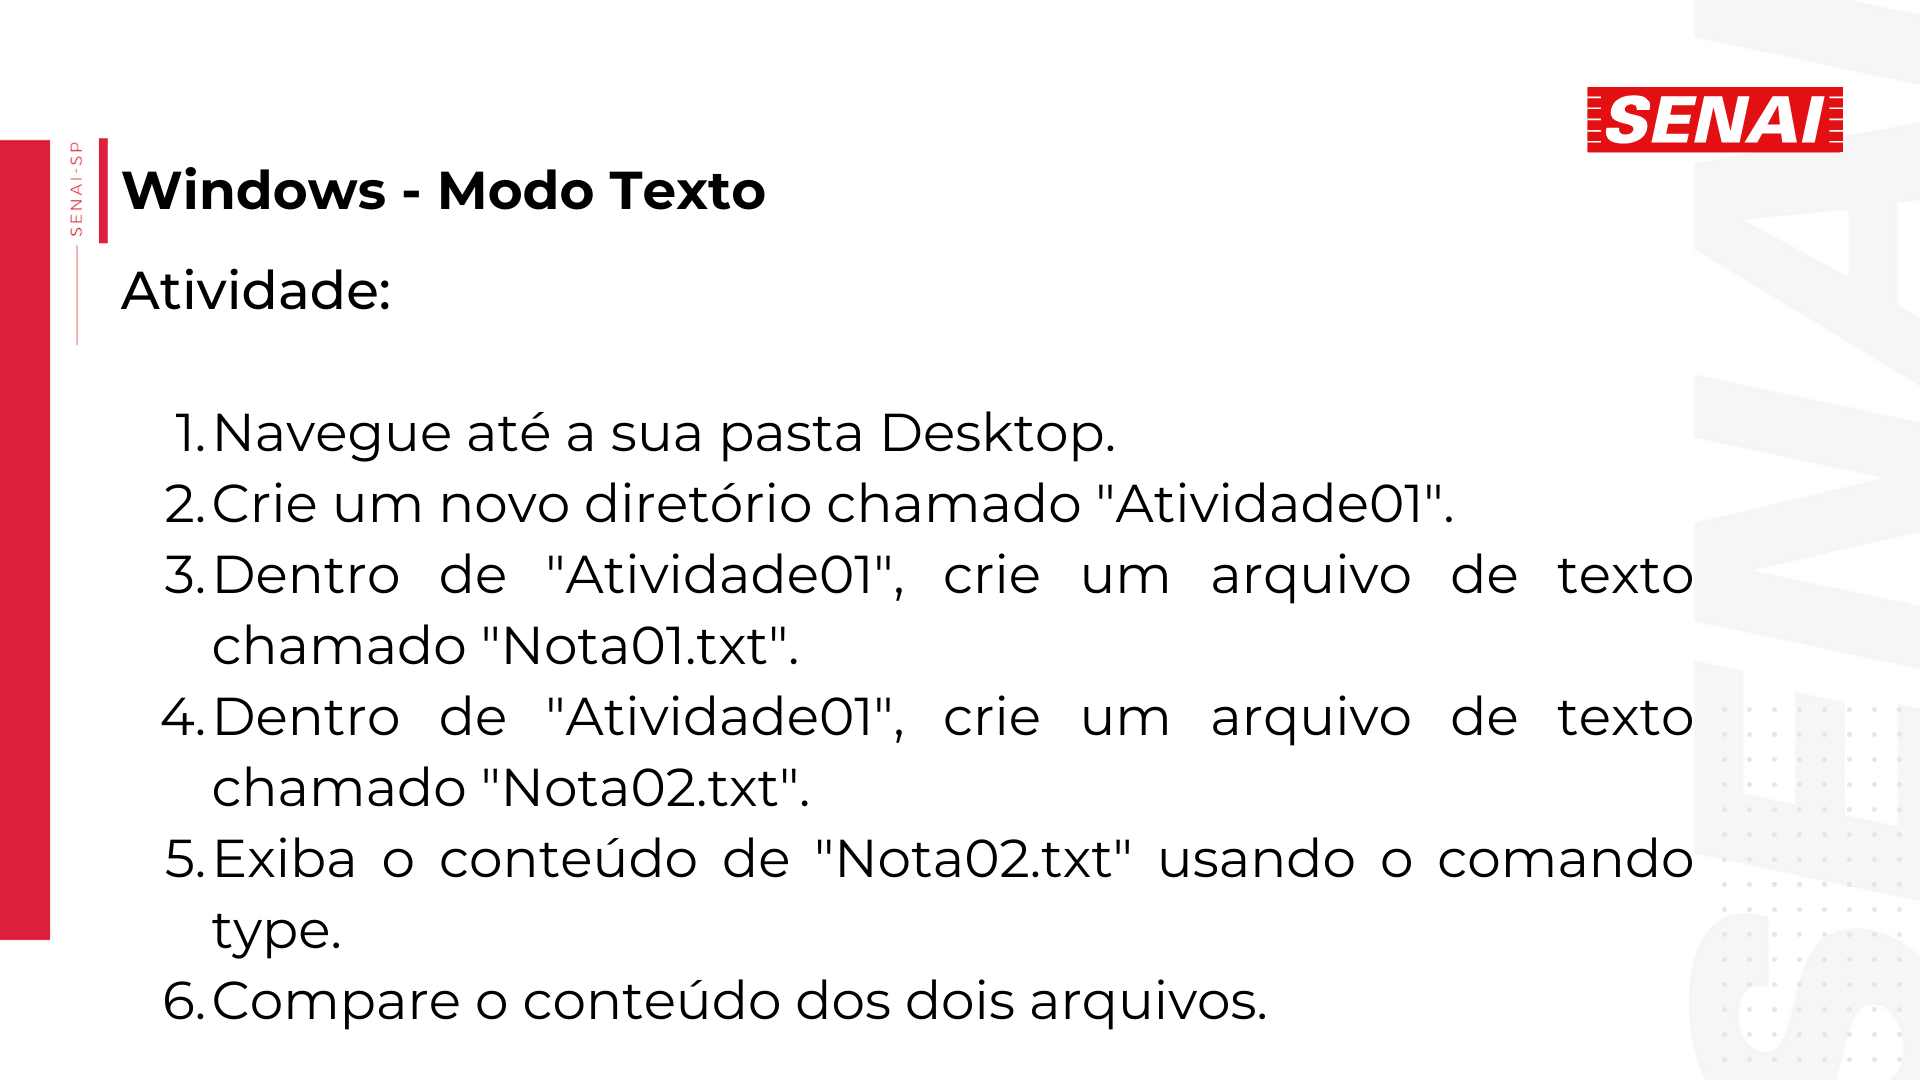 SENAI
SENAI-SP
Windows - Modo Texto
Atividade:
1. Navegue até a sua pasta Desktop.
2. Crie um novo diretório chamado "Atividade01".
3. Dentro de "Atividade01", crie um arquivo de texto
chamado "Nota01.txt".
4. Dentro de "Atividade01", crie um arquivo de texto
chamado "Nota02.txt".
5. Exiba o conteúdo de "Nota02.txt" usando o comando
type.
6. Compare o conteúdo dos dois arquivos.
SENAI